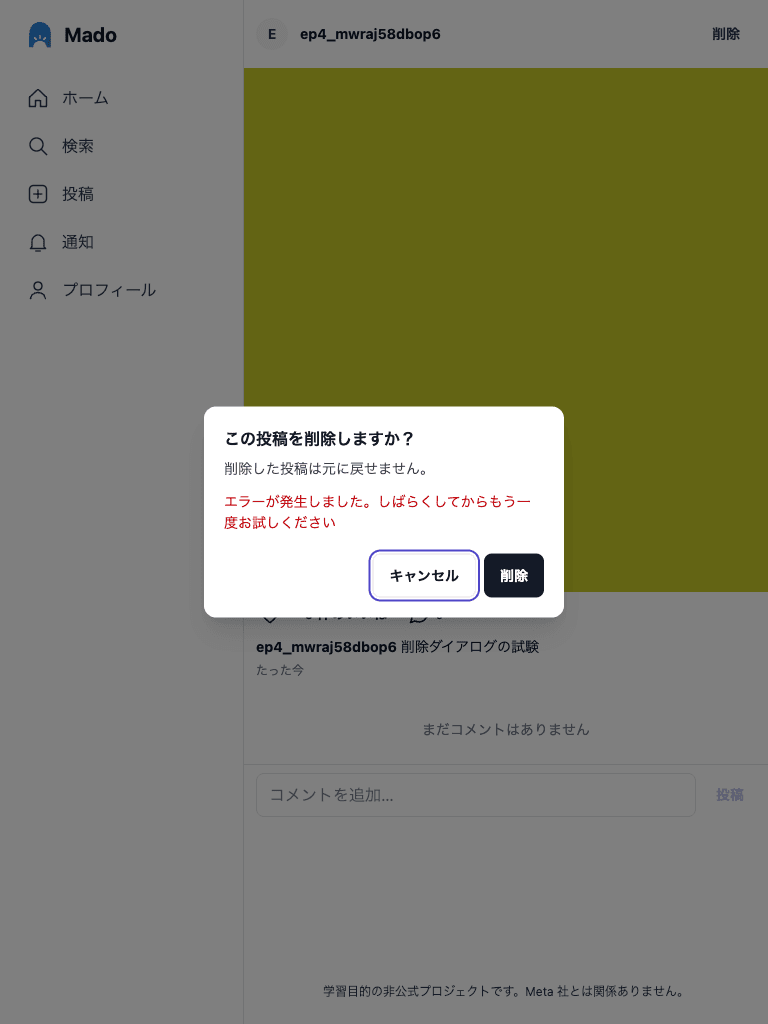 Mado
ホーム
検索
投稿
通知
プロフィール
E
ep4_mwraj58dbop6
削除
この投稿を削除しますか？
削除した投稿は元に戻せません。
エラーが発生しました。しばらくしてからもう一
度お試しください
キャンセル
削除
ep4_mwraj58dbop6 削除ダイアログの試験
たった今
まだコメントはありません
コメントを追加...
投稿
学習目的の非公式プロジェクトです。Meta 社とは関係ありません。